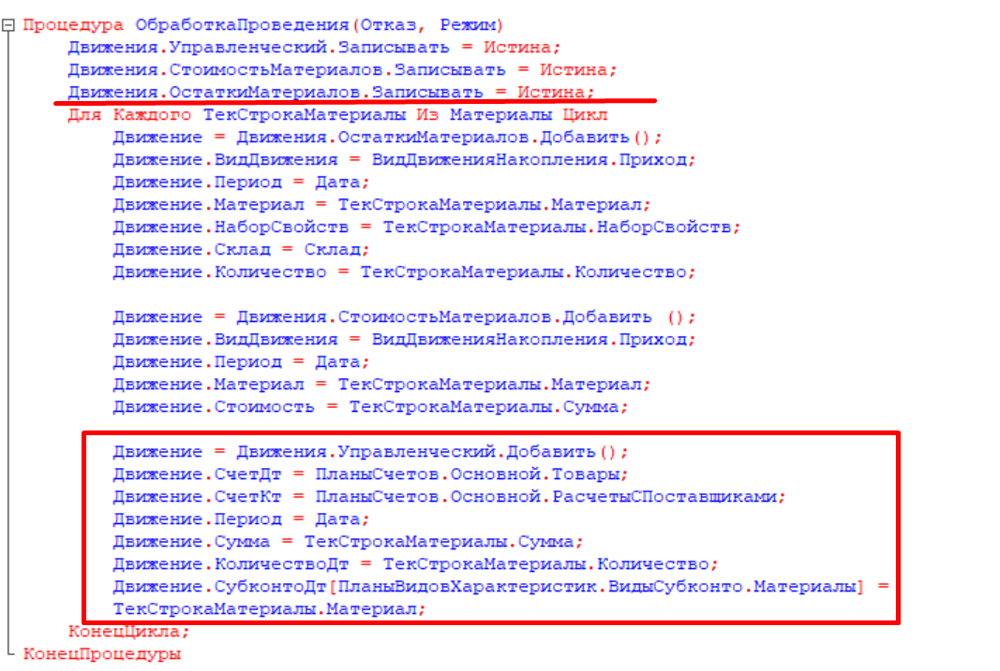 Процедура ОбработкаПроведения(Отказ, Режим)
Движения.Управленческий.Записывать = Истина;
Движения.СтоимостьМатериалов.Записывать = Истина;
Движения.ОстаткиМатериалов.Записывать = Истина;
Для Каждого ТекСтрокаМатериалы Из Материалы Цикл
Движение = Движения.ОстаткиМатериалов.Добавить();
Движение.ВидДвижения = ВидДвиженияНакопления.Приход;
Движение.Период = Дата;
Движение.Материал = ТекСтрокаМатериалы.Материал;
Движение.НаборСвойств = ТекСтрокаМатериалы.НаборСвойств;
Движение.Склад = Склад;
Движение.Количество = ТекСтрокаМатериалы.Количество;
Движение = Движения.СтоимостьМатериалов.Добавить ();
Движение.ВидДвижения = ВидДвиженияНакопления.Приход;
Движение.Период = Дата;
Движение.Материал = ТекСтрокаМатериалы.Материал;
Движение.Стоимость = ТекСтрокаМатериалы.Сумма;
Движение = Движения.Управленческий.Добавить();
Движение.СчетДт = ПланыСчетов.Основной.Товары;
Движение.СчетКт = ПланыСчетов.Основной.РасчетыСПоставщиками;
Движение.Период = Дата;
Движение.Сумма = ТекСтрокаМатериалы.Сумма;
Движение.КоличествоДт = ТекСтрокаМатериалы.Количество;
Движение.СубконтоДт[ПланыВидовХарактеристик.ВидыСубконто.Материалы] =
ТекСтрокаМатериалы.Материал;
КонецЦикла;
КонецПроцедуры